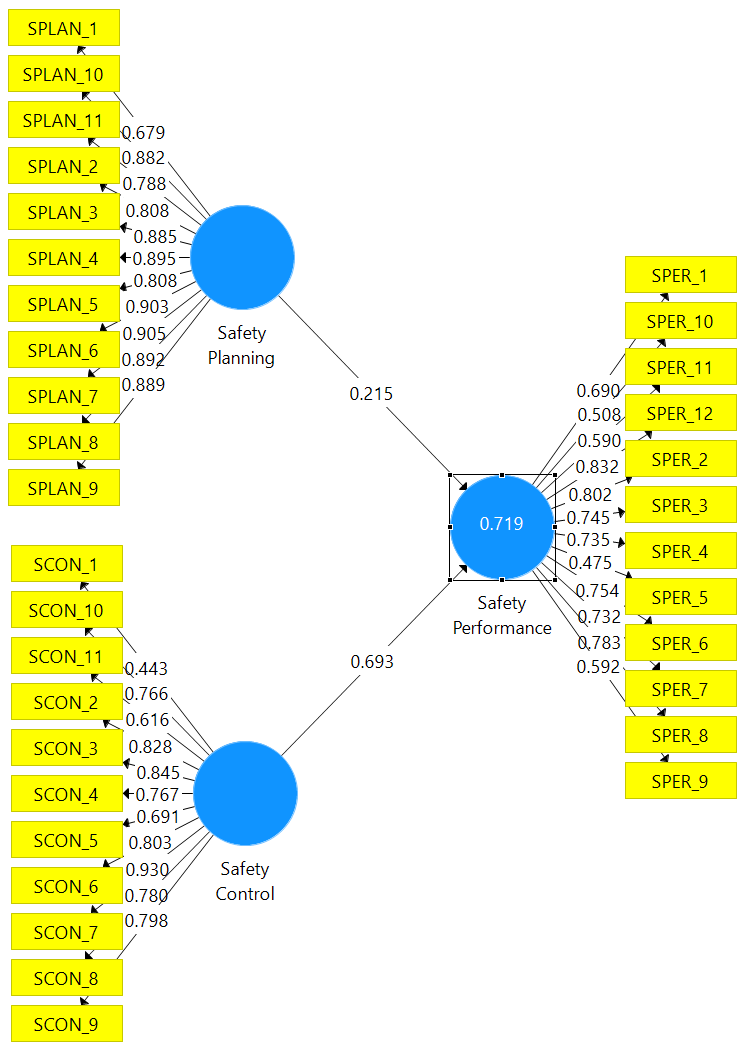 SPLAN_1
SPLAN_10
SPLAN_11
SPLAN_2
SPLAN_3
SPLAN_4
SPLAN_5
SPLAN_6
SPLAN_7
SPLAN_8
SPLAN_9
0.679
0.882
0.788
0.808
0.885
0.895
0.808
0.903
0.905
0.892
0.889
Safety
Planning
0.215
SCON_1
SCON_10
SCON_11
SCON_2
SCON_3
SCON_4
SCON_5
SCON_6
SCON_7
SCON_8
SCON_9
0.443
0.766
0.616
0.828
0.845
0.767
0.691
0.803
0.930
0.780
0.798
Safety
Control
0.693
0.719
Safety
Performance
0.690
0.508
0.590
0.832
0.802
0.745
0.735
0.475
0.754
0.732
0.783
0.592
SPER_1
SPER_10
SPER_11
SPER_12
SPER_2
SPER_3
SPER_4
SPER_5
SPER_6
SPER_7
SPER_8
SPER_9